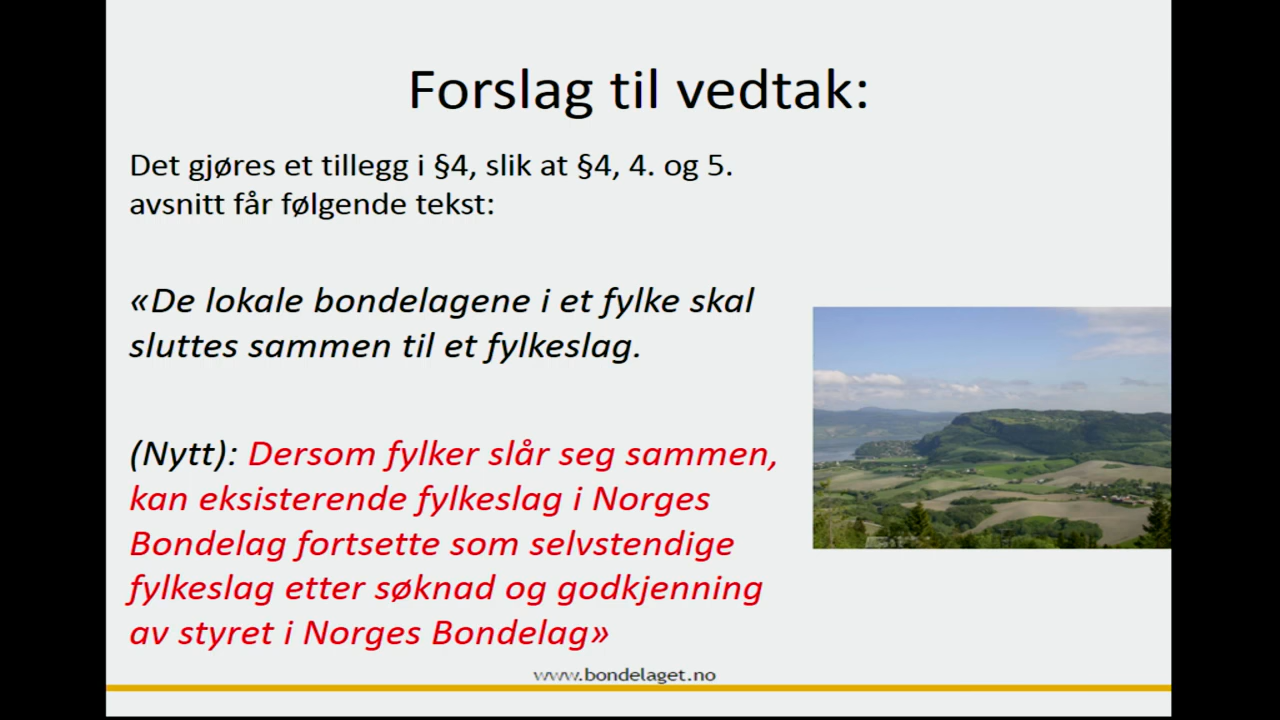 Forslag til vedtak:
Det gjøres et tillegg i §4, slik at §4, 4. og 5.
avsnitt får følgende tekst:
«De lokale bondelagene i et fylke skal
sluttes sammen til et fylkeslag.
(Nytt): Dersom fylker slår seg sammen,
kan eksisterende fylkeslag i Norges
Bondelag fortsette som selvstendige
fylkeslag etter søknad og godkjenning
av styret i Norges Bondelag»
www.bondelaget.no